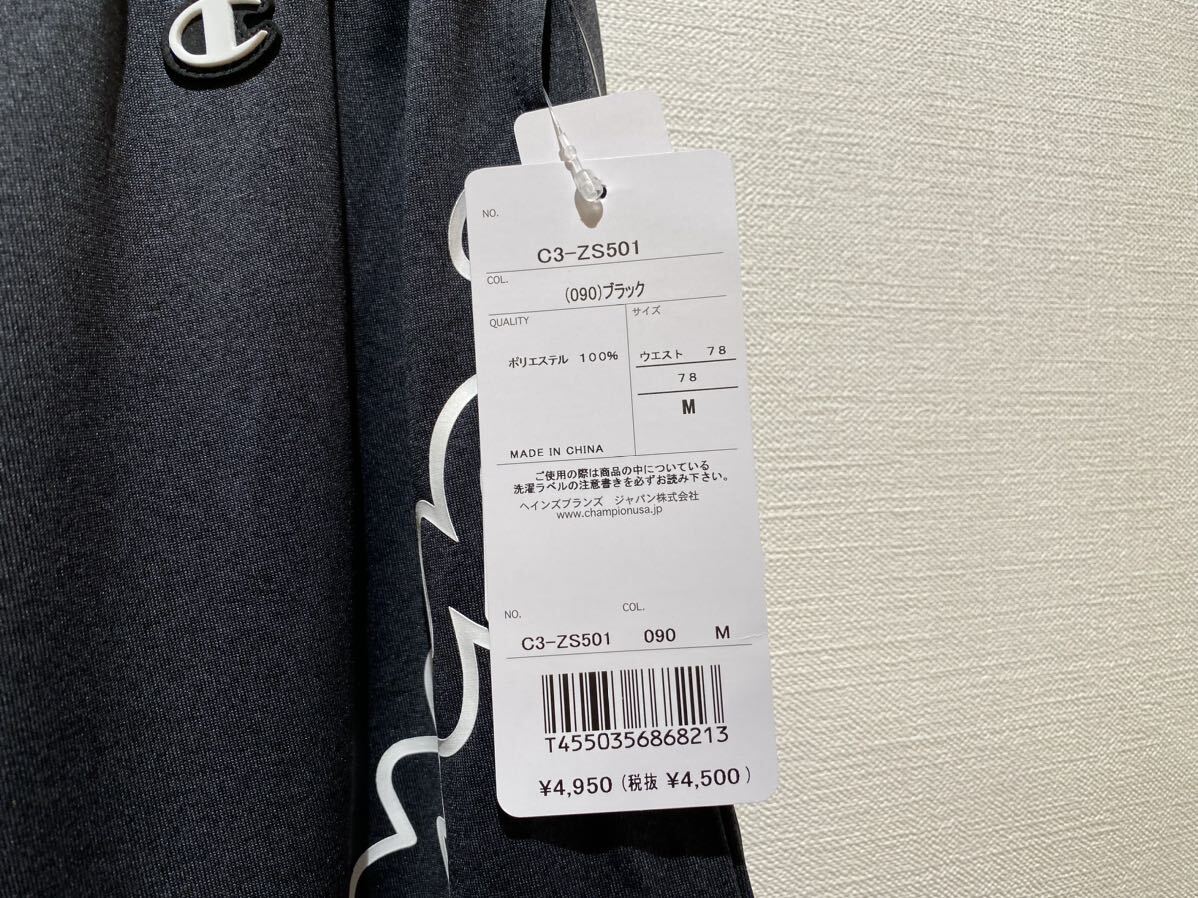 NO.
C3-ZS501
COL.
(090)ブラック
QUALITY
サイズ
ポリエステル 100%
ウエスト 78
78
M
MADE IN CHINA
ご使用の際は商品の中についている
洗濯ラベルの注意書きを必ずお読み下さい。
ヘインズブランズ ジャパン株式会社
www.championusa.jp
NO. COL.
C3-ZS501 090 M
T4550356868213
¥4,950 (税抜 ¥4,500)